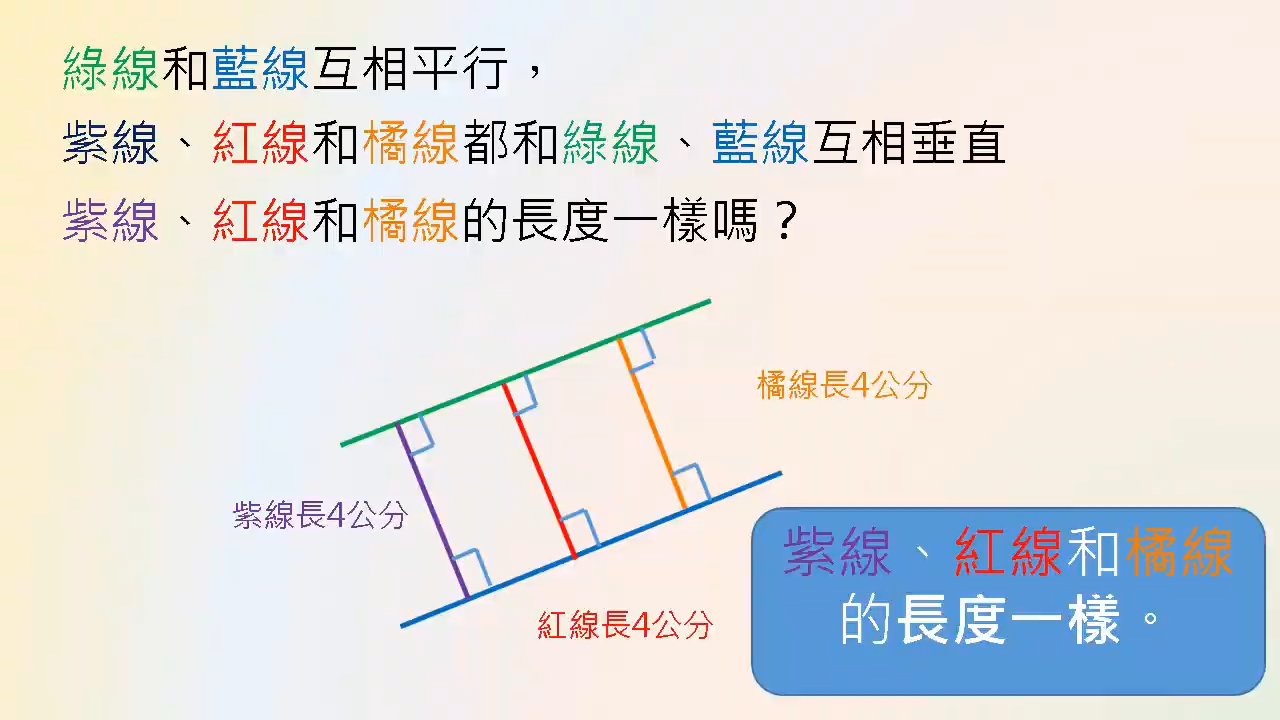 綠線和藍線互相平行，
紫線、紅線和橘線都和綠線、藍線互相垂直
紫線、紅線和橘線的長度一樣嗎？
橘線長4公分
紫線長4公分
紅線長4公分
紫線、紅線和橘線
的長度一樣。